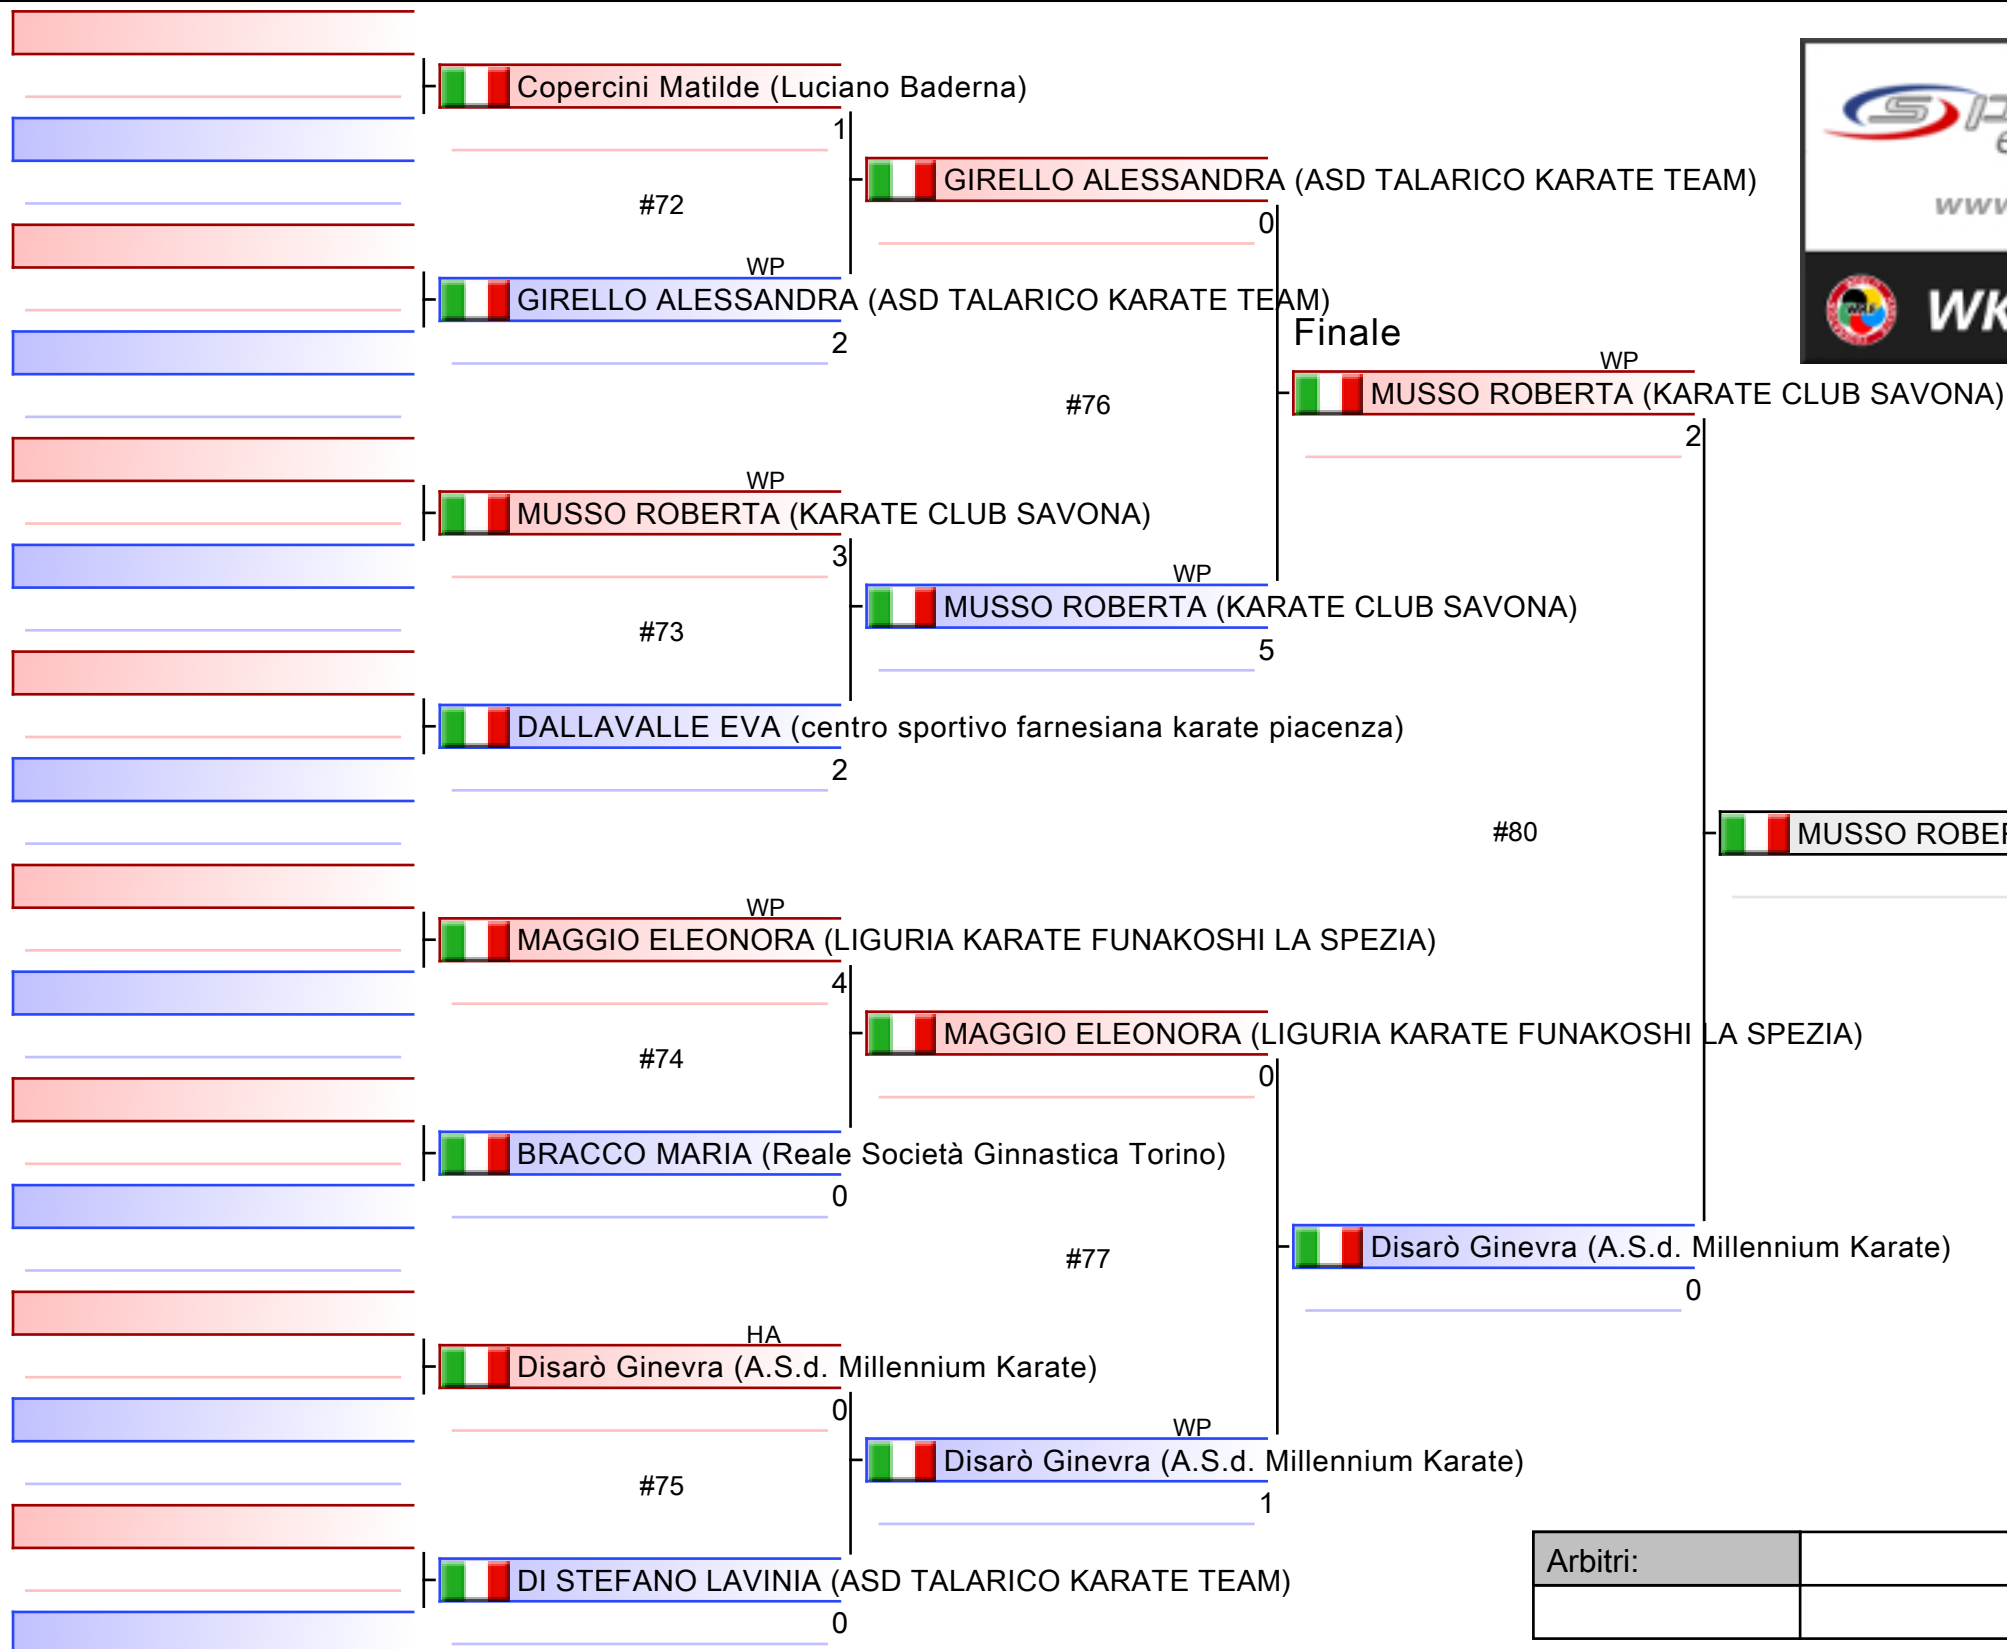 Copercini Matilde (Luciano Baderna)
1
GIRELLO ALESSANDRA (ASD TALARICO KARATE TEAM)
0
#72
WP
GIRELLO ALESSANDRA (ASD TALARICO KARATE TEAM)
2
Finale
WP
MUSSO ROBERTA (KARATE CLUB SAVONA)
2
#76
WP
MUSSO ROBERTA (KARATE CLUB SAVONA)
3
WP
MUSSO ROBERTA (KARATE CLUB SAVONA)
5
#73
DALLAVALLE EVA (centro sportivo farnesiana karate piacenza)
2
#80
MUSSO ROBE
WP
MAGGIO ELEONORA (LIGURIA KARATE FUNAKOSHI LA SPEZIA)
4
MAGGIO ELEONORA (LIGURIA KARATE FUNAKOSHI LA SPEZIA)
0
#74
BRACCO MARIA (Reale Società Ginnastica Torino)
0
#77
Disarò Ginevra (A.S.d. Millennium Karate)
0
HA
Disarò Ginevra (A.S.d. Millennium Karate)
0
WP
Disarò Ginevra (A.S.d. Millennium Karate)
1
#75
DI STEFANO LAVINIA (ASD TALARICO KARATE TEAM)
0
Arbitri:
www
WK